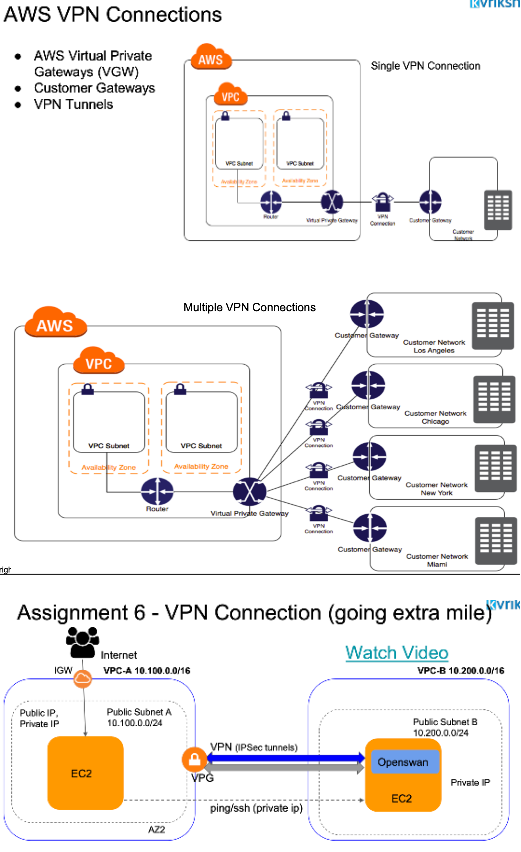 AWS VPN Connections
● AWS Virtual Private
Gateways (VGW)
● Customer Gateways
● VPN Tunnels
Single VPN Connection
AWS
VPC
VPC Subnet
VPC Subnet
Availability Zone
Availability Zone
Router
Virtual Private Gateway
VPN
Connection
Customer Gateway
Customer
Network
Multiple VPN Connections
AWS
VPC
VPC Subnet
VPC Subnet
Availability Zone
Availability Zone
Router
Virtual Private Gateway
VPN
Connection
VPN
Connection
VPN
Connection
VPN
Connection
Customer Gateway
Customer Network
Los Angeles
Customer Gateway
Customer Network
Chicago
Customer Gateway
Customer Network
New York
Customer Gateway
Customer Network
Miami
Assignment 6 - VPN Connection (going extra mile)
Internet
Watch Video
IGW
VPC-A 10.100.0.0/16
VPC-B 10.200.0.0/16
Public IP,
Private IP
Public Subnet A
10.100.0.0/24
Public Subnet B
10.200.0.0/24
EC2
VPN (IPSec tunnels)
VPG
Openswan
EC2
Private IP
ping/ssh (private ip)
AZ2